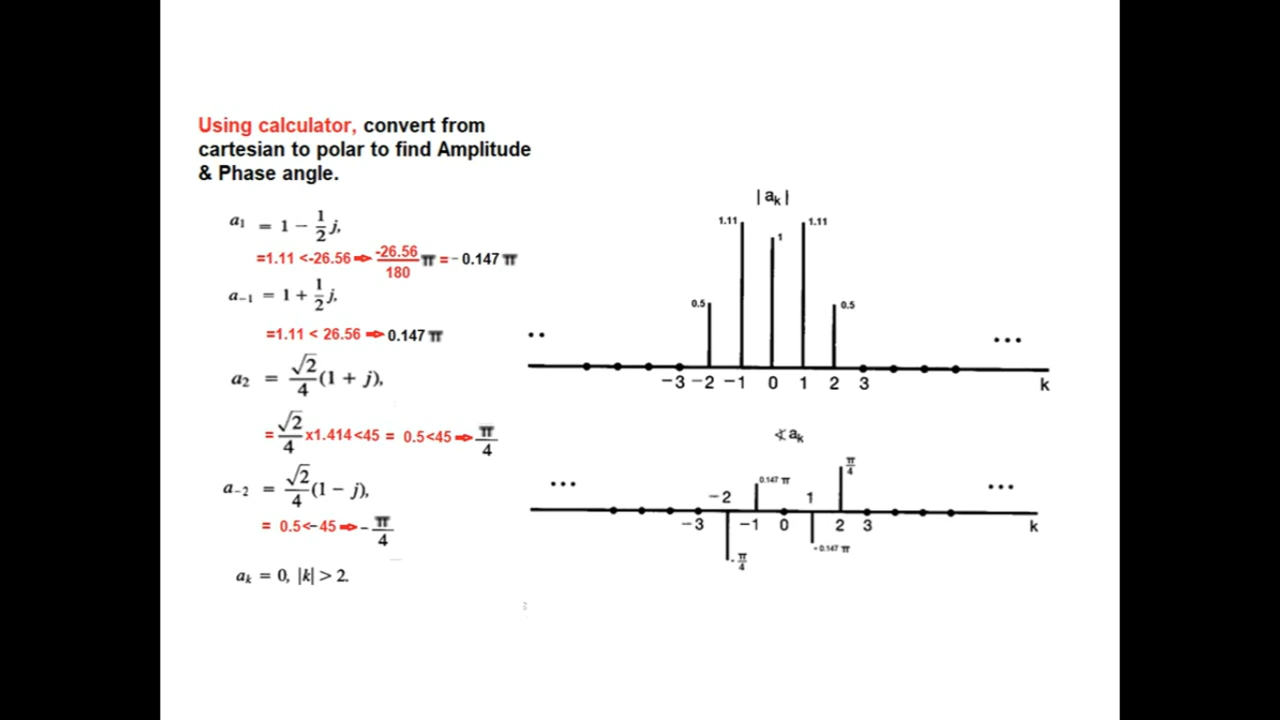 Using calculator, convert from
cartesian to polar to find Amplitude
& Phase angle.
a₁ = 1 − 1/2 j,
=1.11 <-26.56 ⇒ -26.56/180 π = - 0.147 π
a₋₁ = 1 + 1/2 j,
=1.11 < 26.56 ⇒ 0.147 π
a₂ = √2/4 (1 + j),
= √2/4 x1.414<45 = 0.5<45 ⇒ π/4
a₋₂ = √2/4 (1 − j),
= 0.5<-45 ⇒ - π/4
aₖ = 0, |k| > 2.
|aₖ|
1.11 1 1.11
0.5 0.5
•• •••
−3 −2 −1 0 1 2 3 k
∢aₖ
π/4
0.147 π
••• •••
−2 1
−3 −1 0 2 3 k
- π/4 - 0.147 π